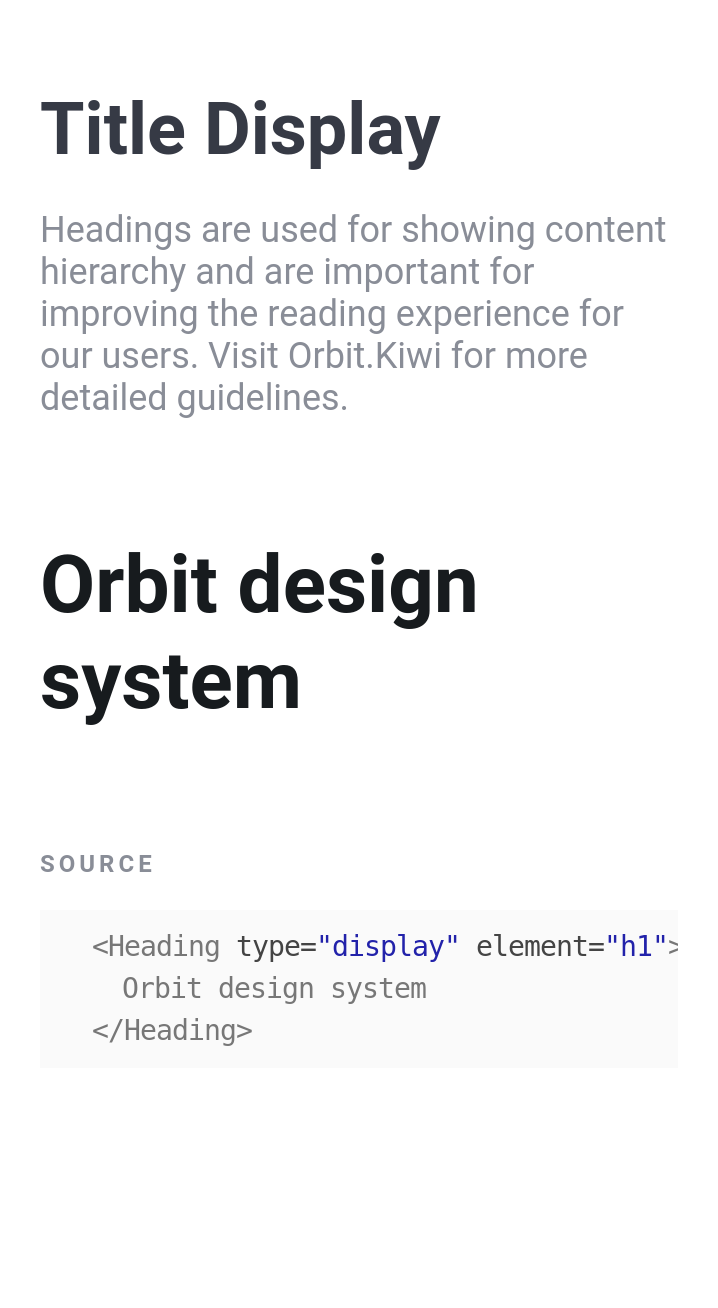 Title Display
Headings are used for showing content
hierarchy and are important for
improving the reading experience for
our users. Visit Orbit.Kiwi for more
detailed guidelines.
Orbit design
system
SOURCE
<Heading type="display" element="h1">
Orbit design system
</Heading>